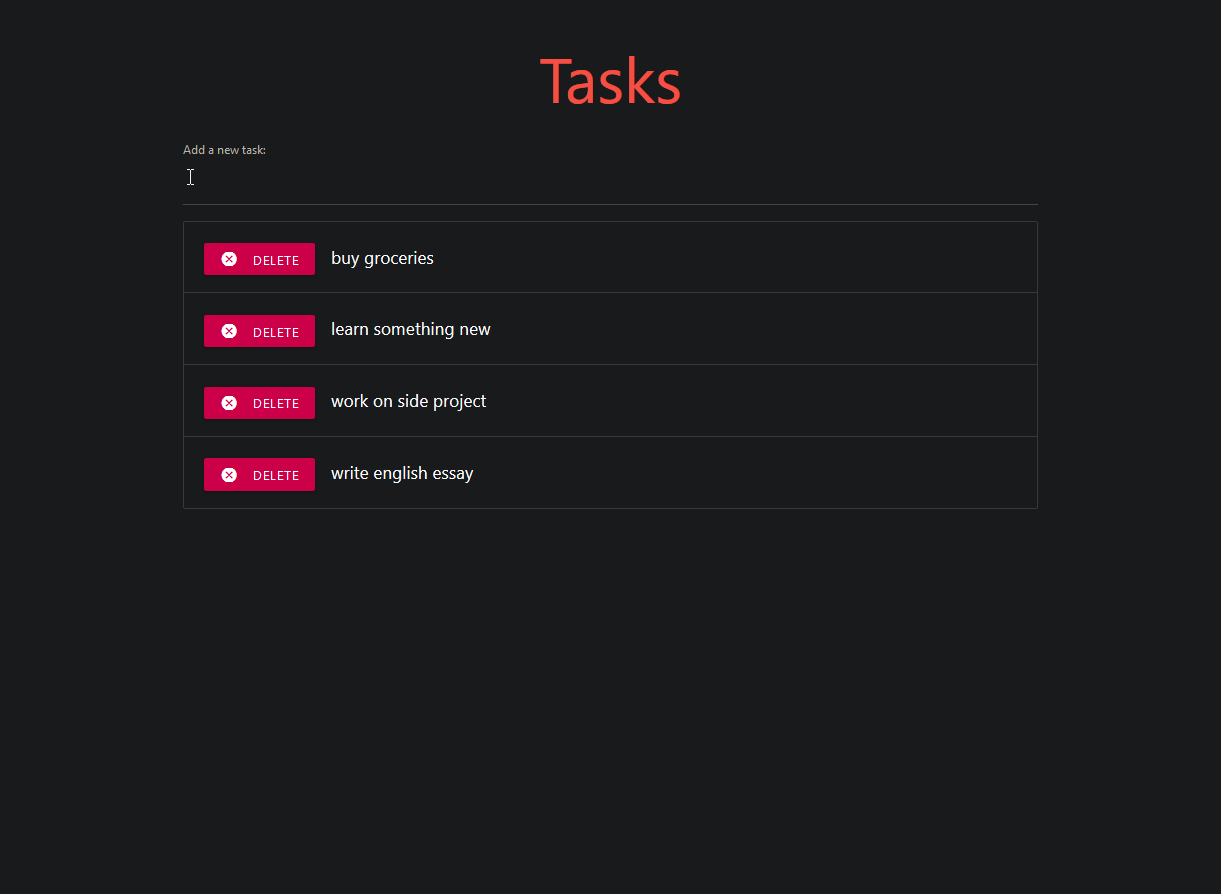 Tasks
Add a new task:
DELETE buy groceries
DELETE learn something new
DELETE work on side project
DELETE write english essay